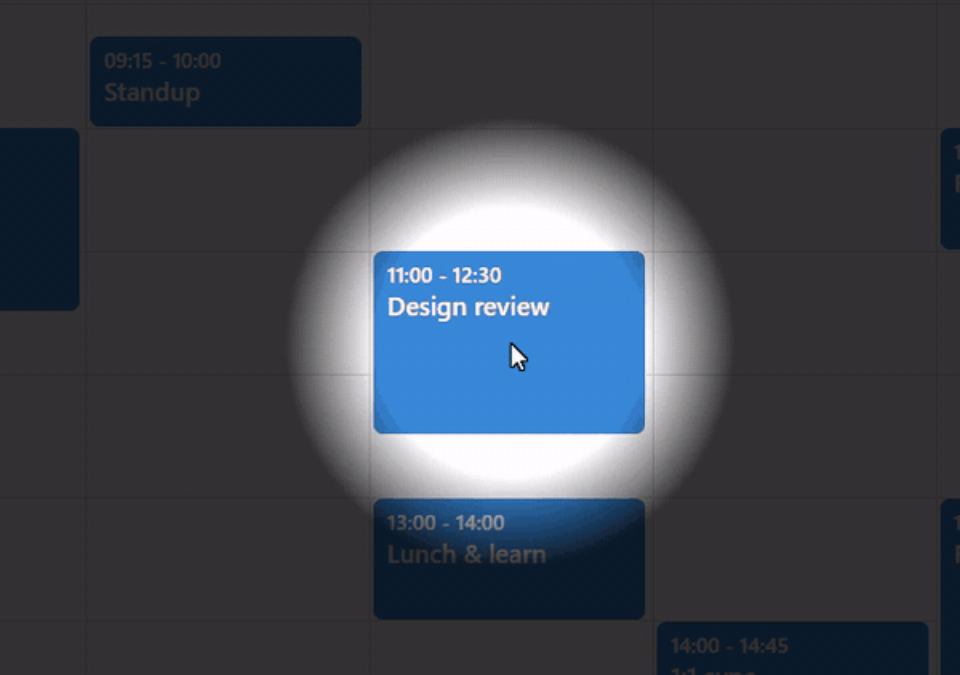 09:15 - 10:00
Standup
11:00 - 12:30
Design review
13:00 - 14:00
Lunch & learn
14:00 - 14:45